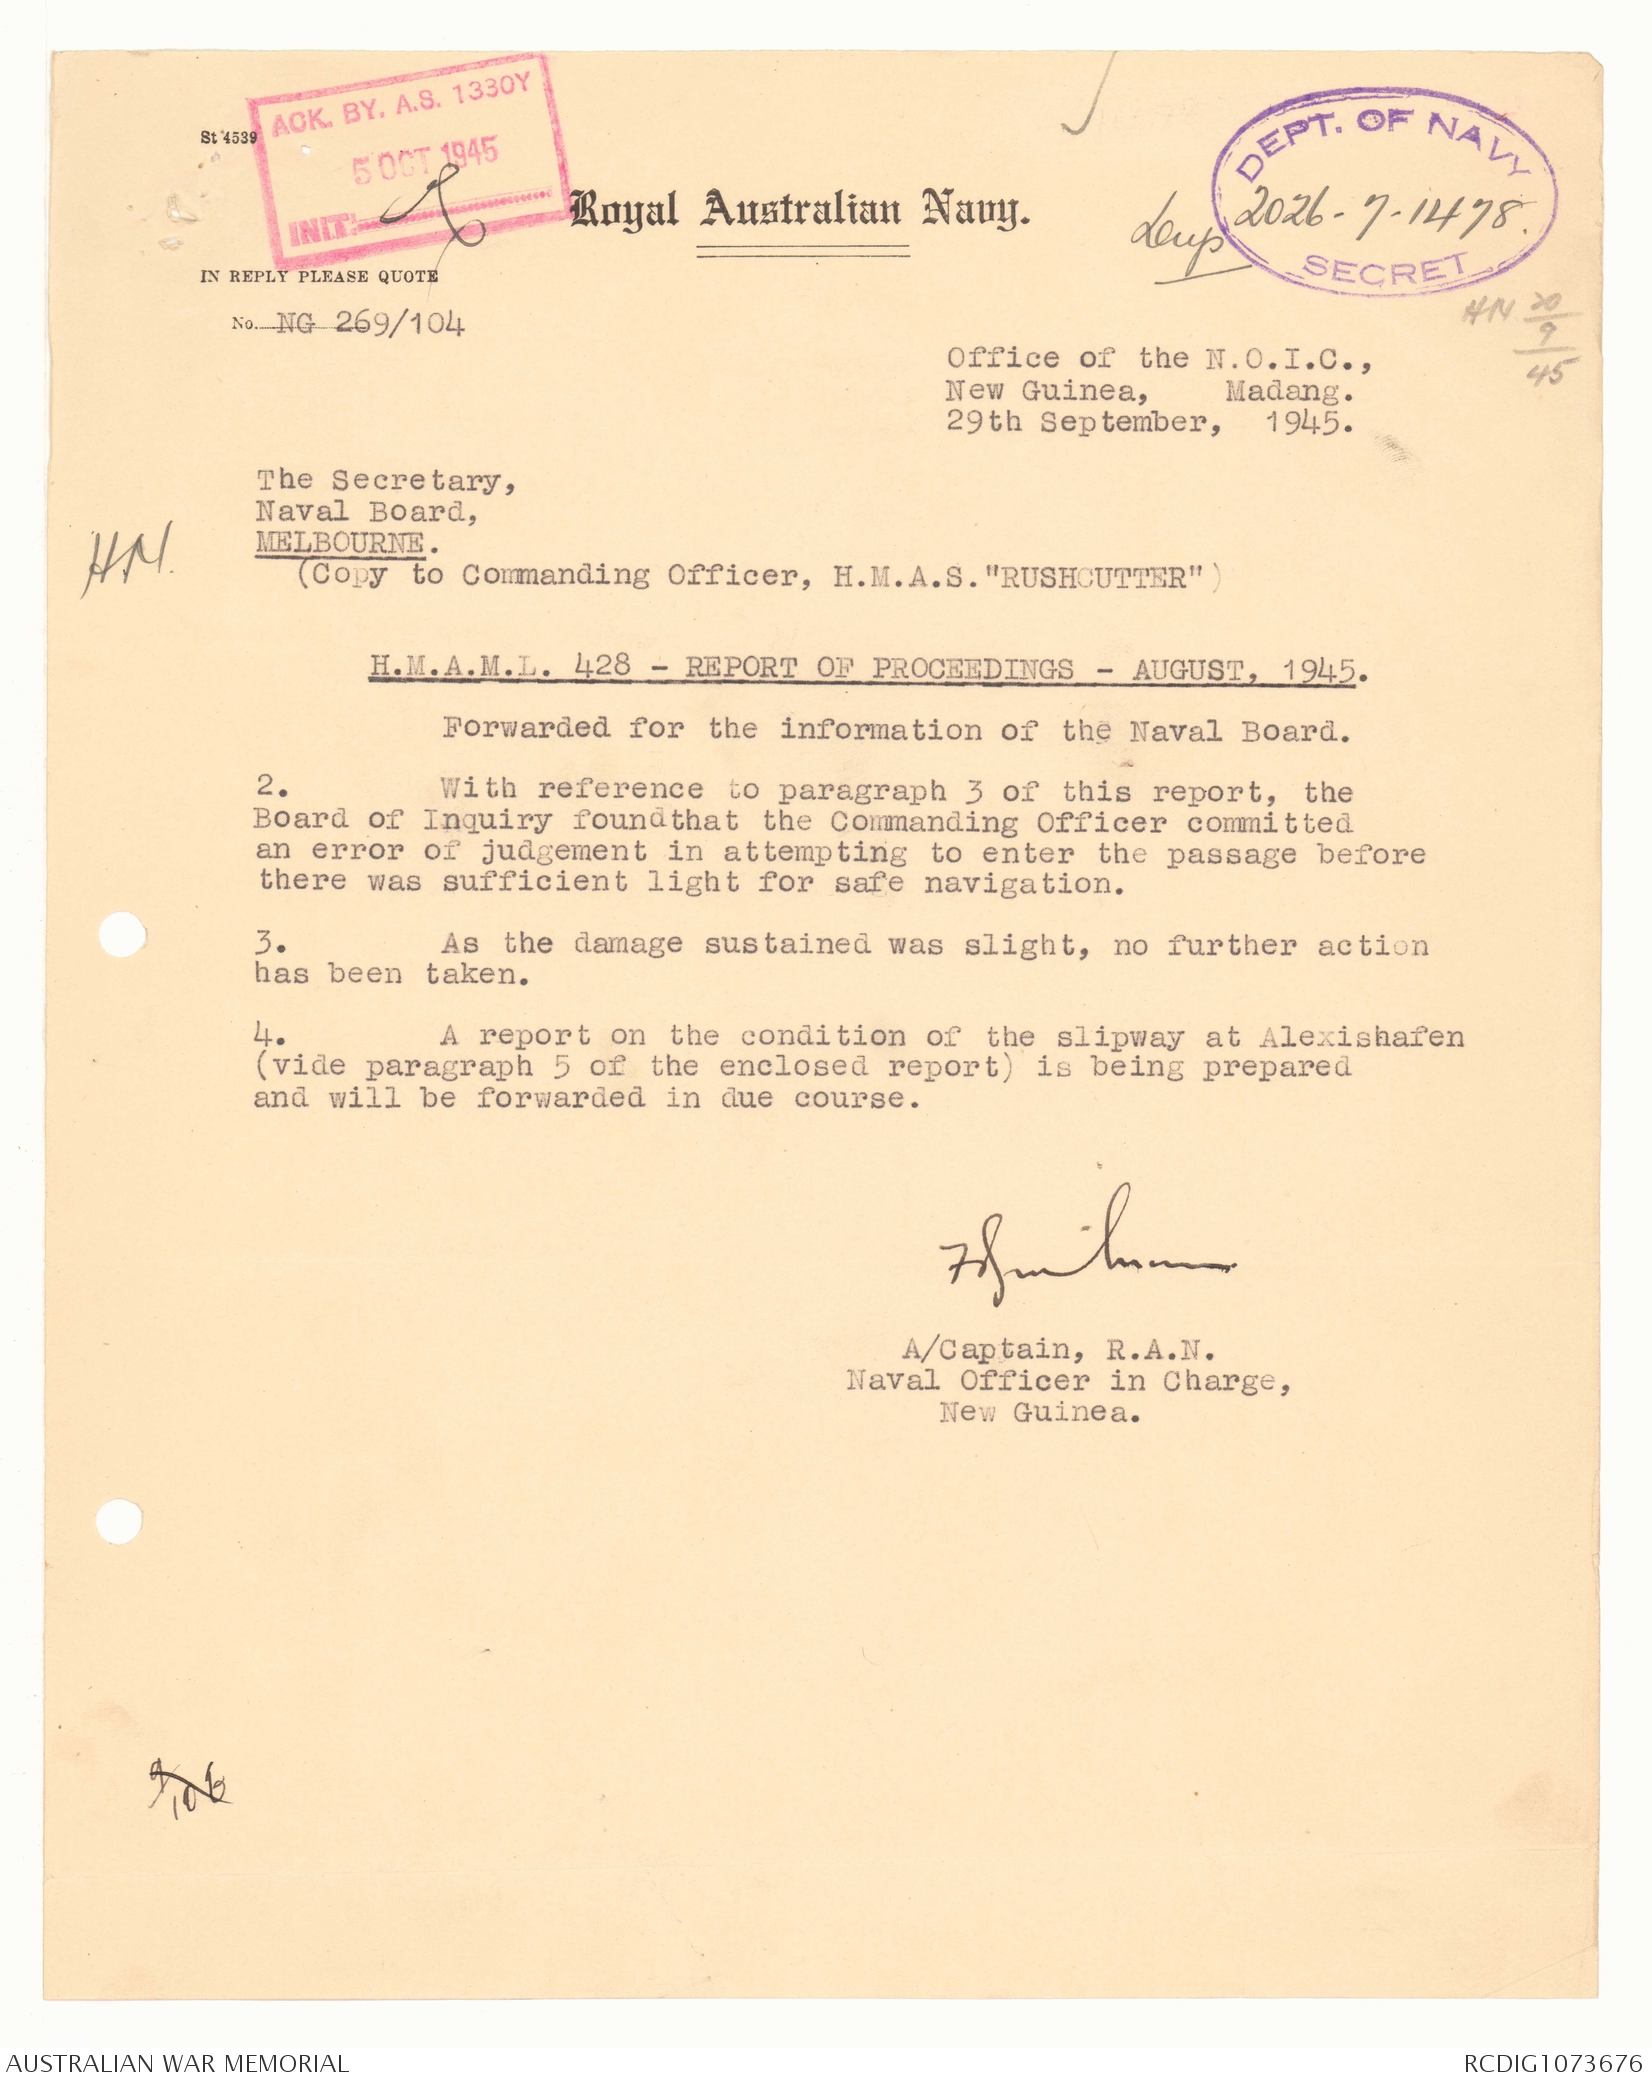 St 4539
ACK. BY. A.S. 1330Y
5 OCT 1945
INIT:
Royal Australian Navy.
DEPT. OF NAVY
Dup 2026-7-1478.
SECRET
IN REPLY PLEASE QUOTE
No. NG 269/104
HN 20/9/45
Office of the N.O.I.C.,
New Guinea, Madang.
29th September, 1945.
The Secretary,
Naval Board,
MELBOURNE.
HN.
(Copy to Commanding Officer, H.M.A.S."RUSHCUTTER")
H.M.A.M.L. 428 - REPORT OF PROCEEDINGS - AUGUST, 1945.
Forwarded for the information of the Naval Board.
2. With reference to paragraph 3 of this report, the
Board of Inquiry foundthat the Commanding Officer committed
an error of judgement in attempting to enter the passage before
there was sufficient light for safe navigation.
3. As the damage sustained was slight, no further action
has been taken.
4. A report on the condition of the slipway at Alexishafen
(vide paragraph 5 of the enclosed report) is being prepared
and will be forwarded in due course.
A/Captain, R.A.N.
Naval Officer in Charge,
New Guinea.
AUSTRALIAN WAR MEMORIAL
RCDIG1073676